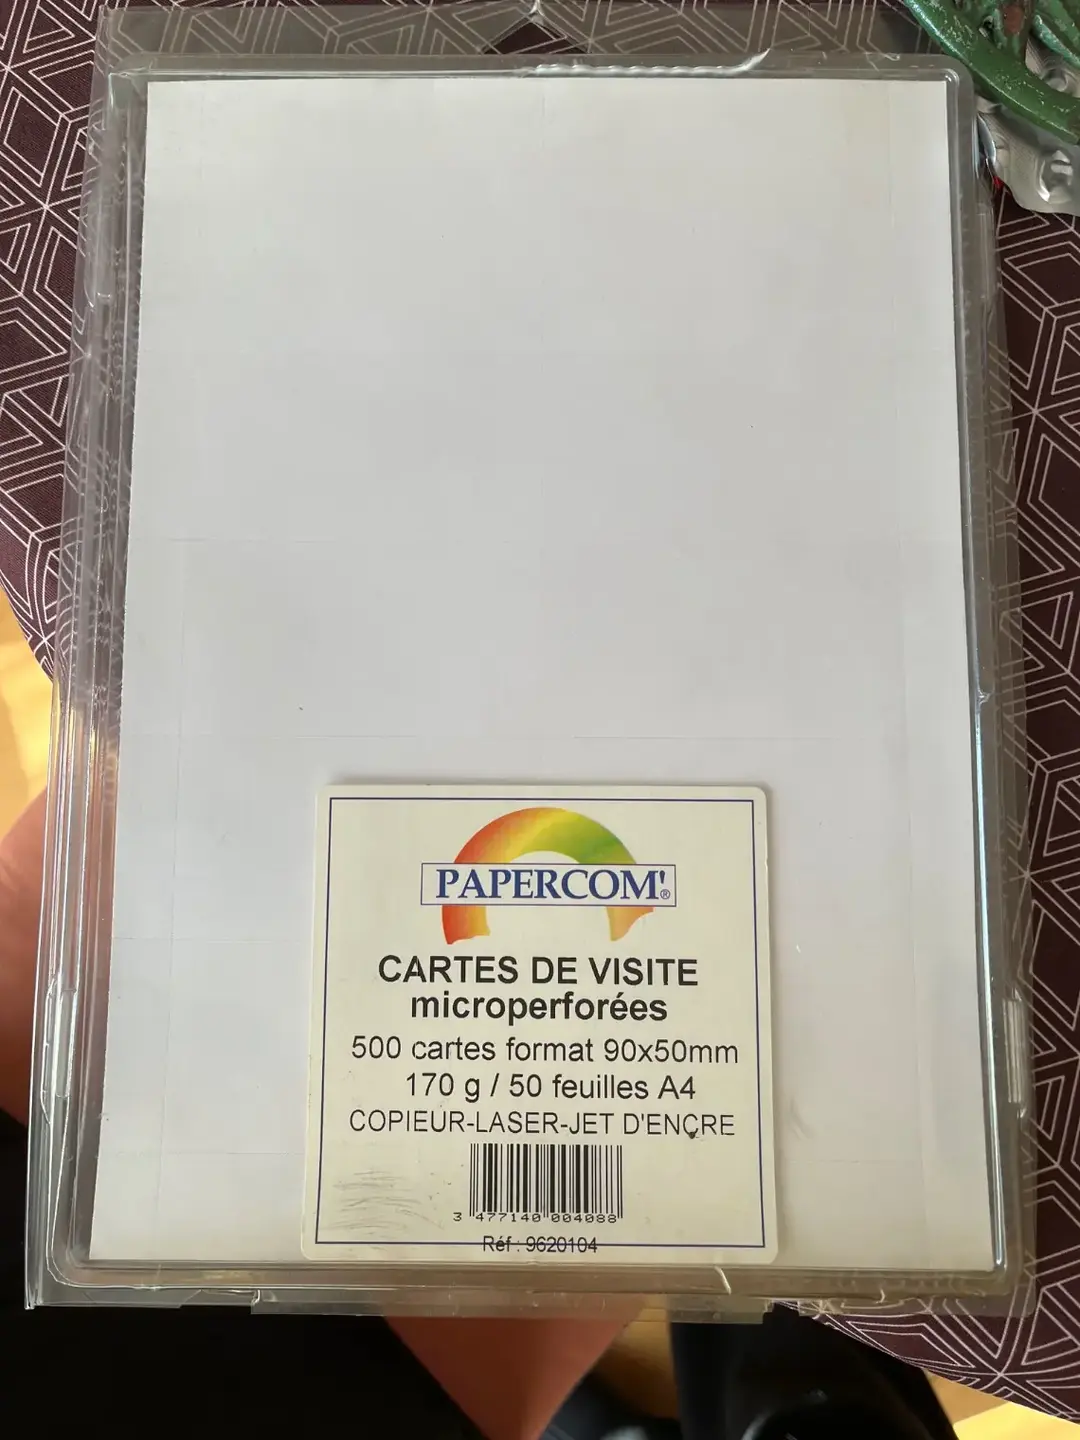 PAPERCOM'®
CARTES DE VISITE
microperforées
500 cartes format 90x50mm
170 g / 50 feuilles A4
COPIEUR-LASER-JET D'ENCRE
3 477140 004088
Réf : 9620104